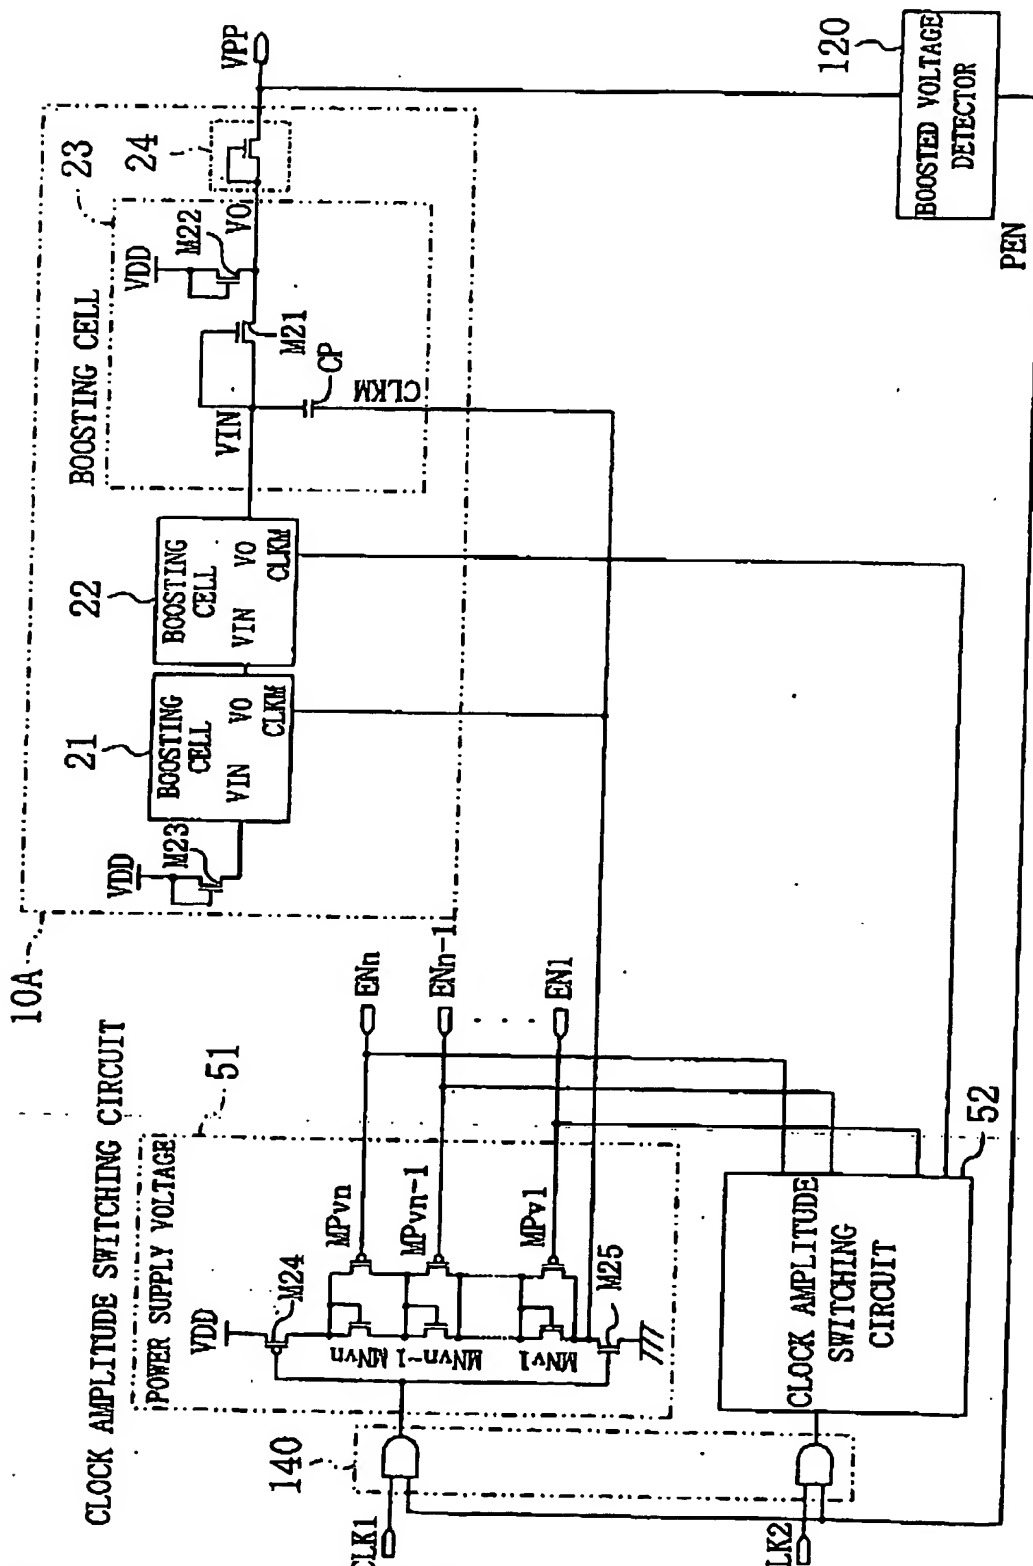 CLOCK AMPLITUDE SWITCHING CIRCUIT
10A
BOOSTING CELL
23
24
VPP
VDD
M23
21
BOOSTING
CELL
VIN
VO
CLKM
22
BOOSTING
CELL
VIN
VO
CLKM
VIN
CP
CLKM
M21
VDD
M22
VO
51
POWER SUPPLY VOLTAGE
VDD
M24
MPvn
MPvn-1
MPv1
MNvn
MNvn-1
MNv1
M25
ENn
ENn-1
EN1
140
CLK1
LK2
CLOCK AMPLITUDE
SWITCHING
CIRCUIT
52
120
BOOSTED VOLTAGE
DETECTOR
PEN